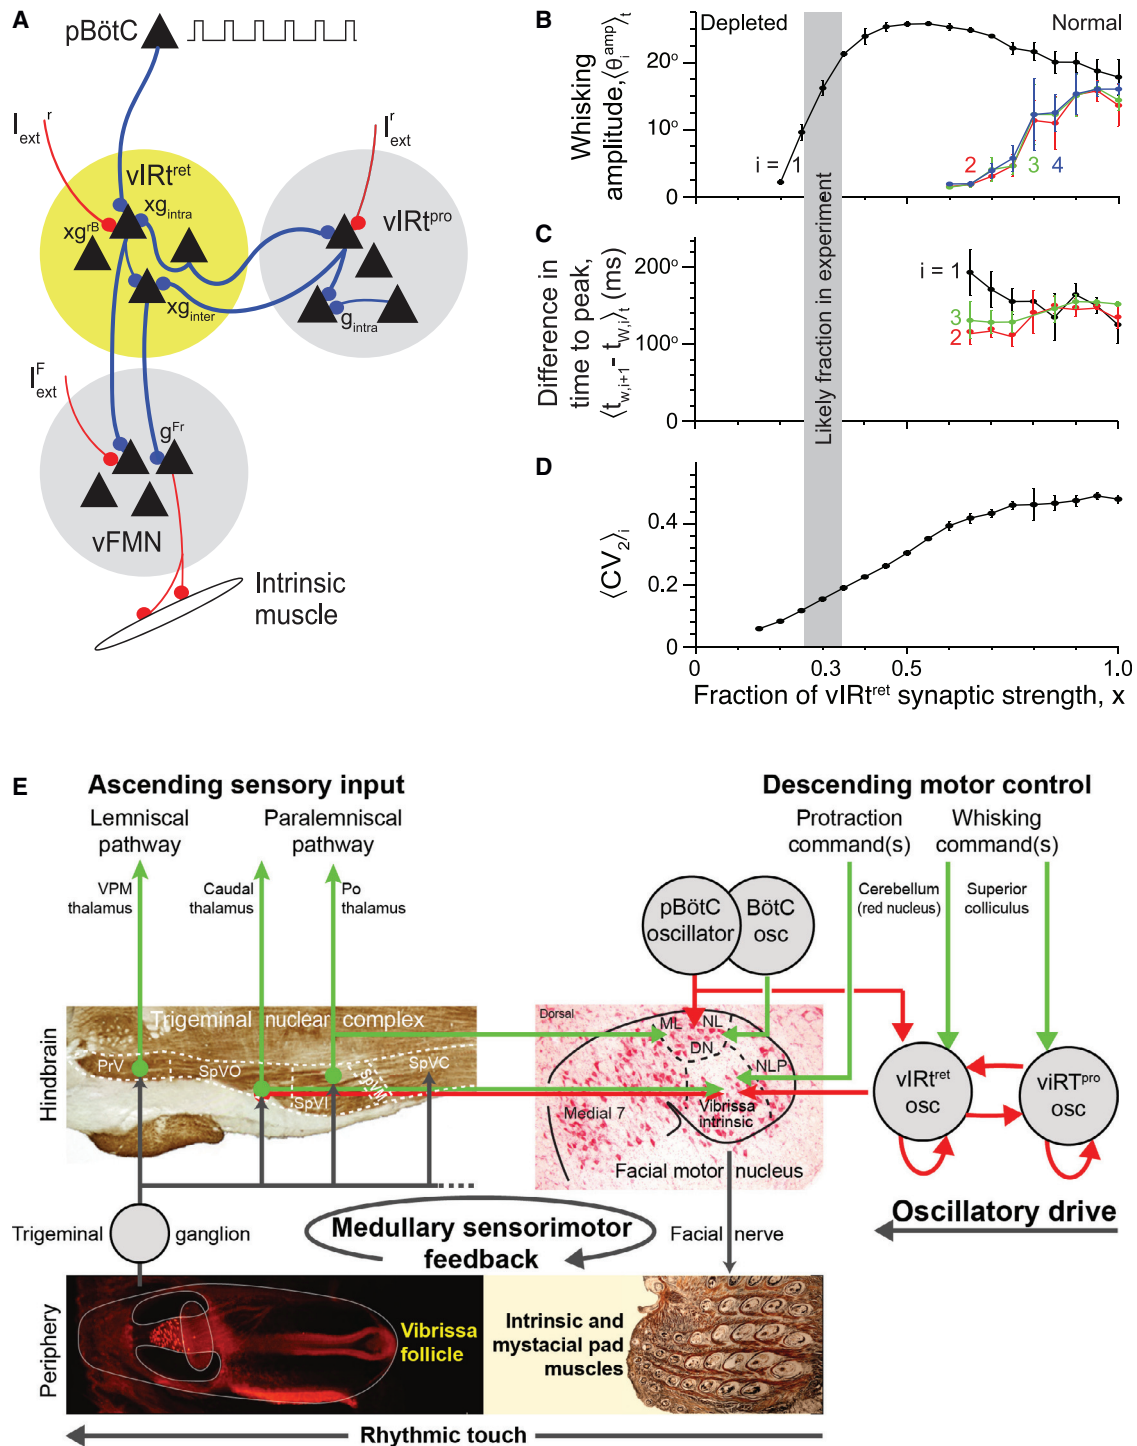 A
pBötC
I_ext^r
I_ext^r
vIRt^ret
xg_intra
vIRt^pro
xg^rB
xg_inter
g_intra
I_ext^F
g^Fr
vFMN
Intrinsic
muscle
B
Depleted
Normal
Whisking
amplitude, ⟨θ_i^amp⟩_t
20°
10°
0
i = 1
2
3
4
Likely fraction in experiment
C
Difference in
time to peak,
⟨t_w,i+1 - t_w,i⟩_t (ms)
200°
100°
0
i = 1
3
2
D
⟨CV_2⟩_i
0.4
0.2
0
0
0.3
0.5
1.0
Fraction of vIRt^ret synaptic strength, x
E
Ascending sensory input
Descending motor control
Lemniscal
pathway
Paralemniscal
pathway
Protraction
command(s)
Whisking
command(s)
VPM
thalamus
Caudal
thalamus
Po
thalamus
pBötC
oscillator
BötC
osc
Cerebellum
(red nucleus)
Superior
colliculus
Hindbrain
Trigeminal nuclear complex
PrV
SpVO
SpVI
SpVM
SpVC
Dorsal
ML
NL
DN
NLP
Medial 7
Vibrissa
intrinsic
Facial motor nucleus
vIRt^ret
osc
viRT^pro
osc
Oscillatory drive
Trigeminal ganglion
Medullary sensorimotor
feedback
Facial nerve
Periphery
Vibrissa
follicle
Intrinsic and
mystacial pad
muscles
Rhythmic touch